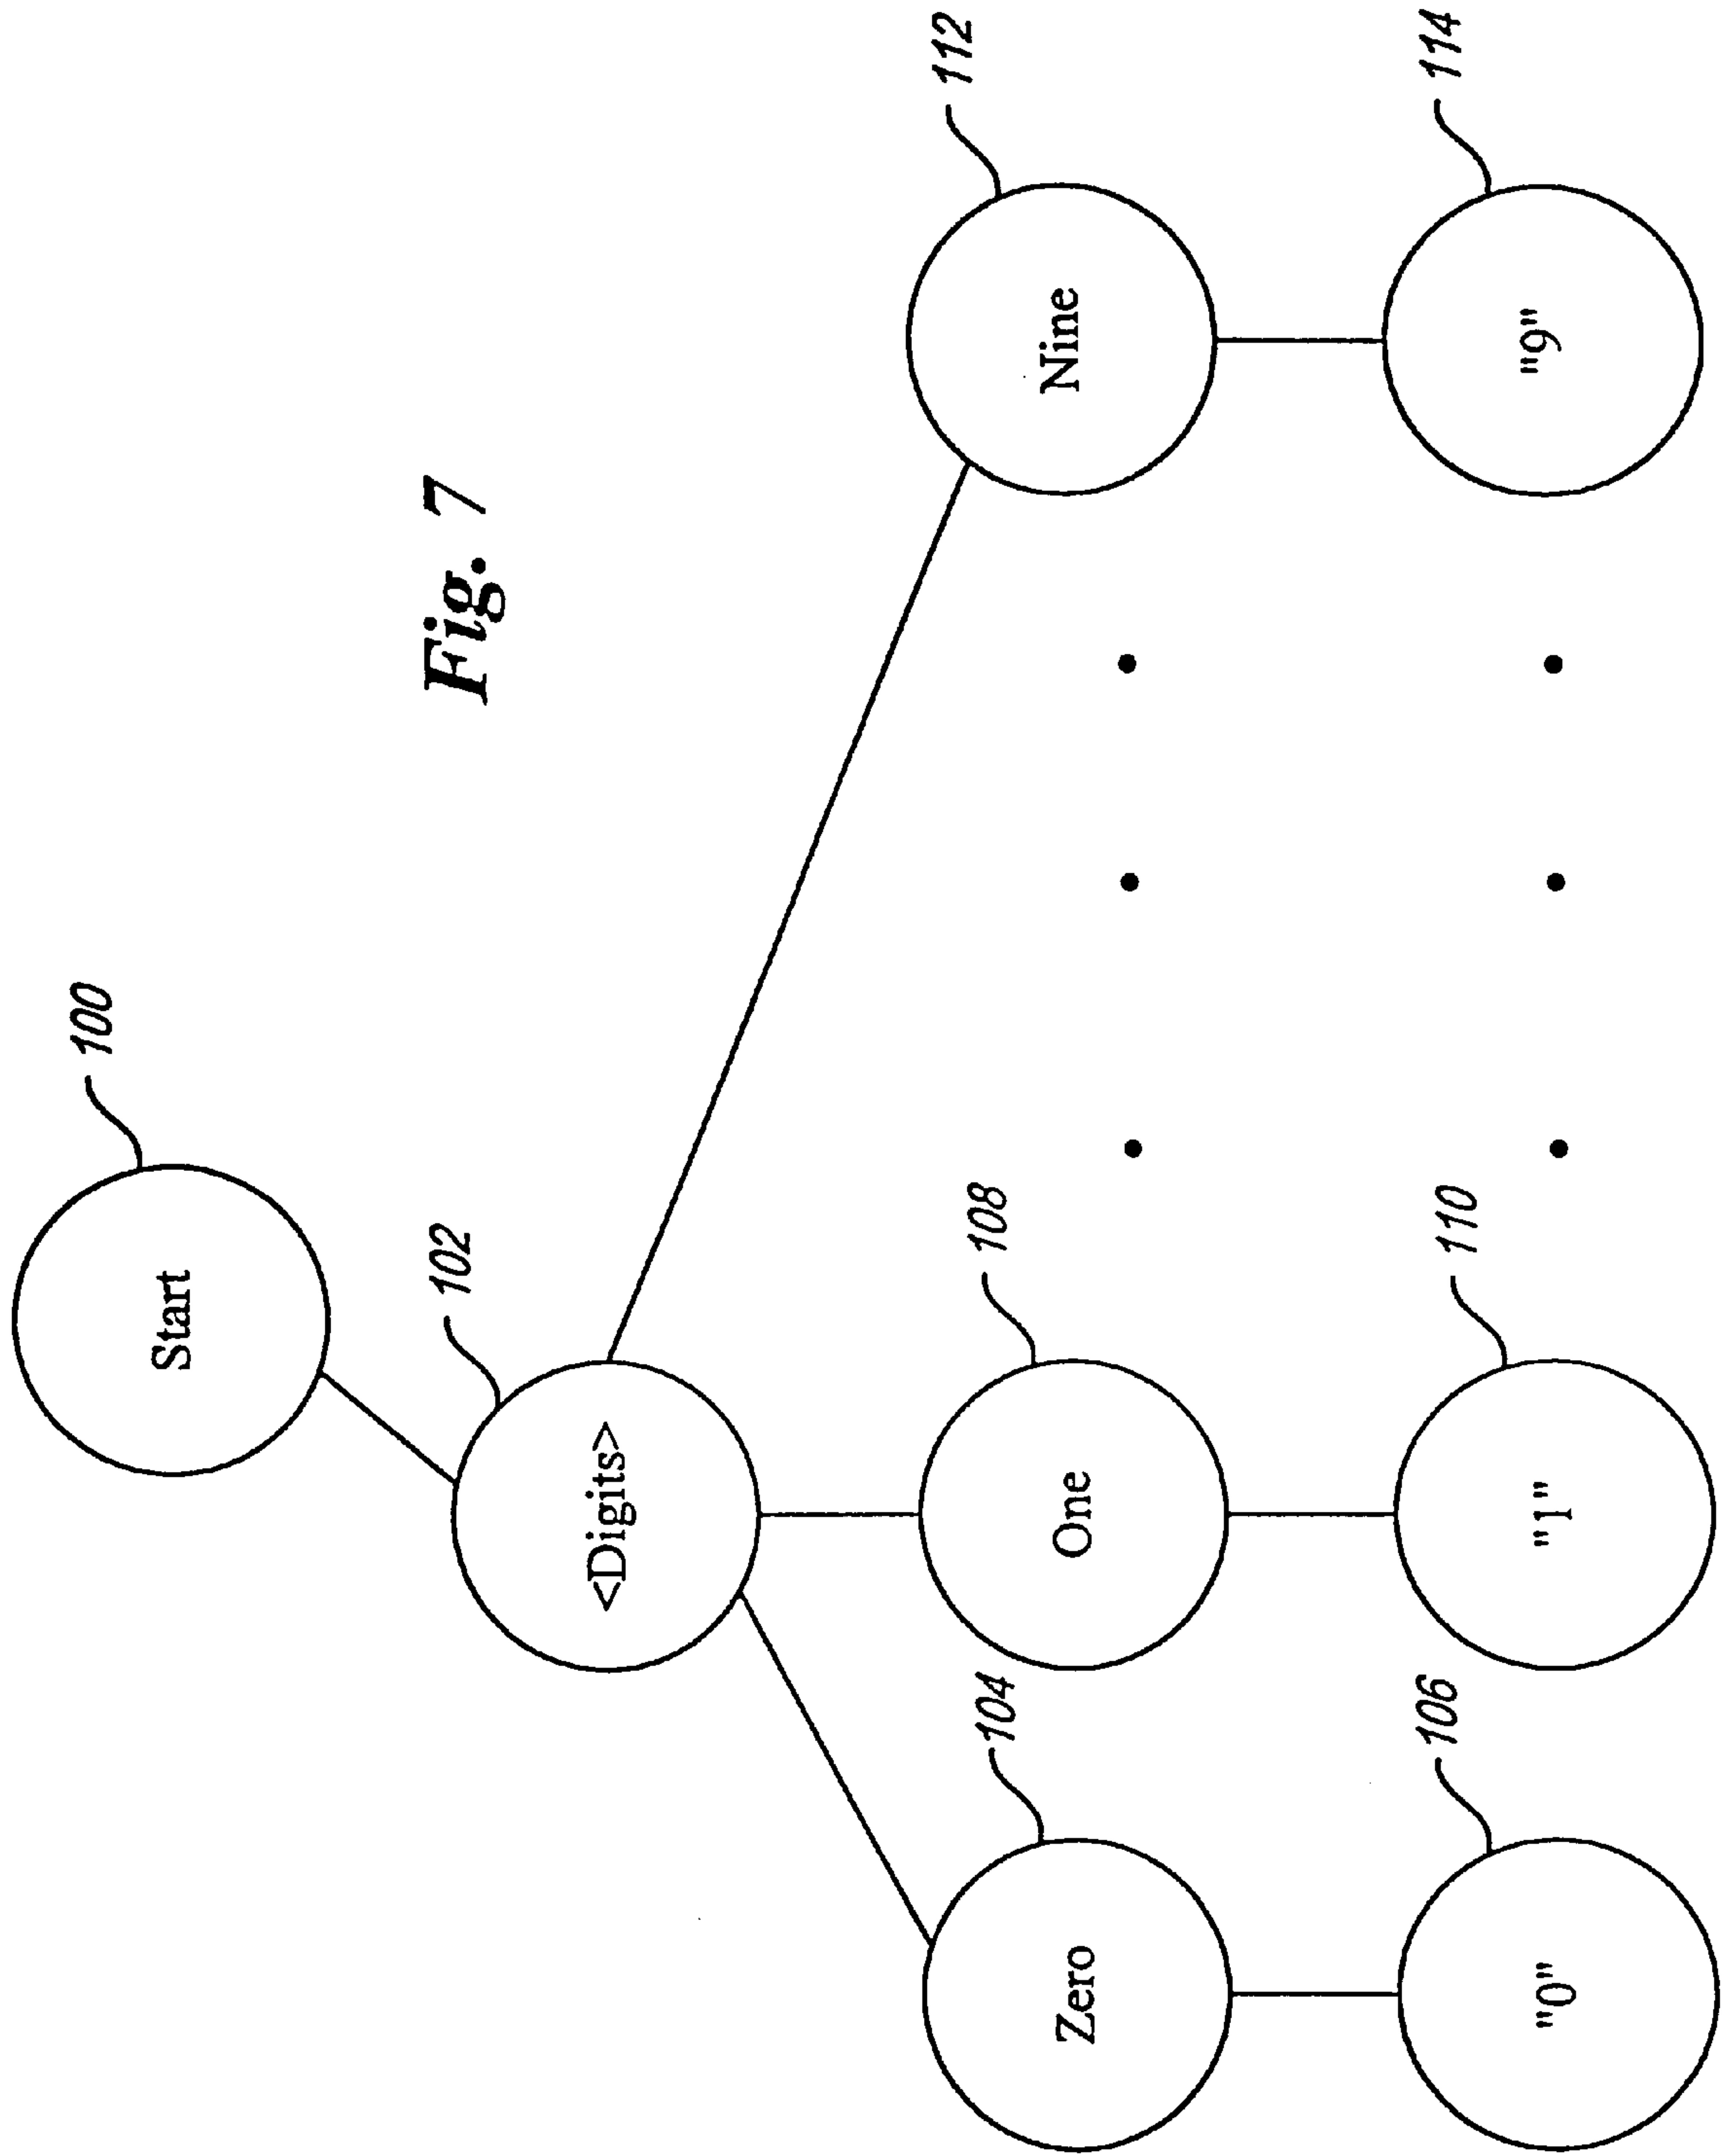 Start
100
Fig. 7
<Digits>
102
Zero
104
One
108
Nine
112
"0"
106
"1"
110
"9"
114